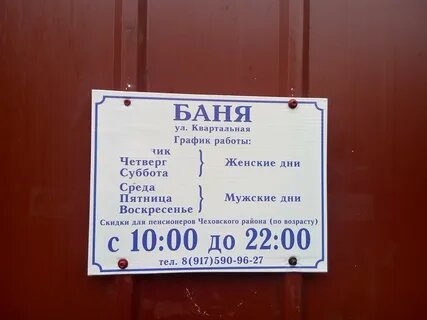 БАНЯ
ул. Квартальная
График работы:
ик
Четверг
Суббота
Женские дни
Среда
Пятница
Воскресенье
Мужские дни
Скидки для пенсионеров Чеховского района (по возрасту)
с 10:00 до 22:00
тел. 8(917)590-96-27